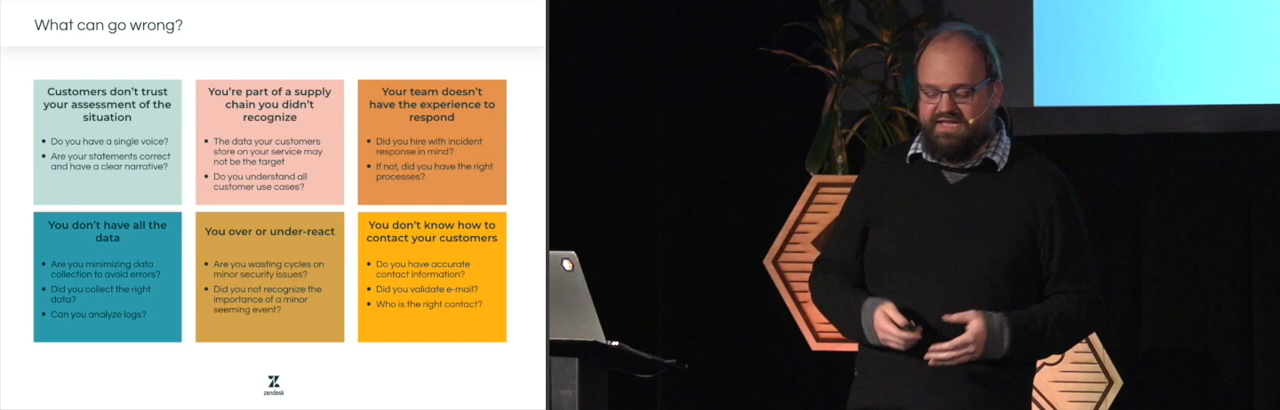 What can go wrong?
Customers don't trust
your assessment of the
situation
• Do you have a single voice?
• Are your statements correct
and have a clear narrative?
You're part of a supply
chain you didn't
recognize
• The data your customers
store on your service may
not be the target
• Do you understand all
customer use cases?
Your team doesn't
have the experience to
respond
• Did you hire with incident
response in mind?
• If not, did you have the right
processes?
You don't have all the
data
• Are you minimizing data
collection to avoid errors?
• Did you collect the right
data?
• Can you analyze logs?
You over or under-react
• Are you wasting cycles on
minor security issues?
• Did you not recognize the
importance of a minor
seeming event?
You don't know how to
contact your customers
• Do you have accurate
contact information?
• Did you validate e-mail?
• Who is the right contact?
zendesk